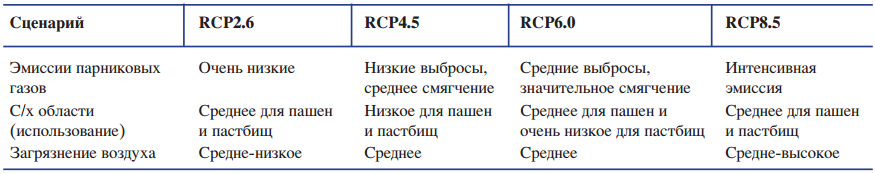 Сценарий RCP2.6 RCP4.5 RCP6.0 RCP8.5
Эмиссии парниковых Очень низкие Низкие выбросы, Средние выбросы, Интенсивная
газов среднее смягчение значительное смягчение эмиссия
С/х области Среднее для пашен Низкое для пашен Среднее для пашен и Среднее для пашен
(использование) и пастбищ и пастбищ очень низкое для пастбищ и пастбищ
Загрязнение воздуха Средне-низкое Среднее Среднее Средне-высокое